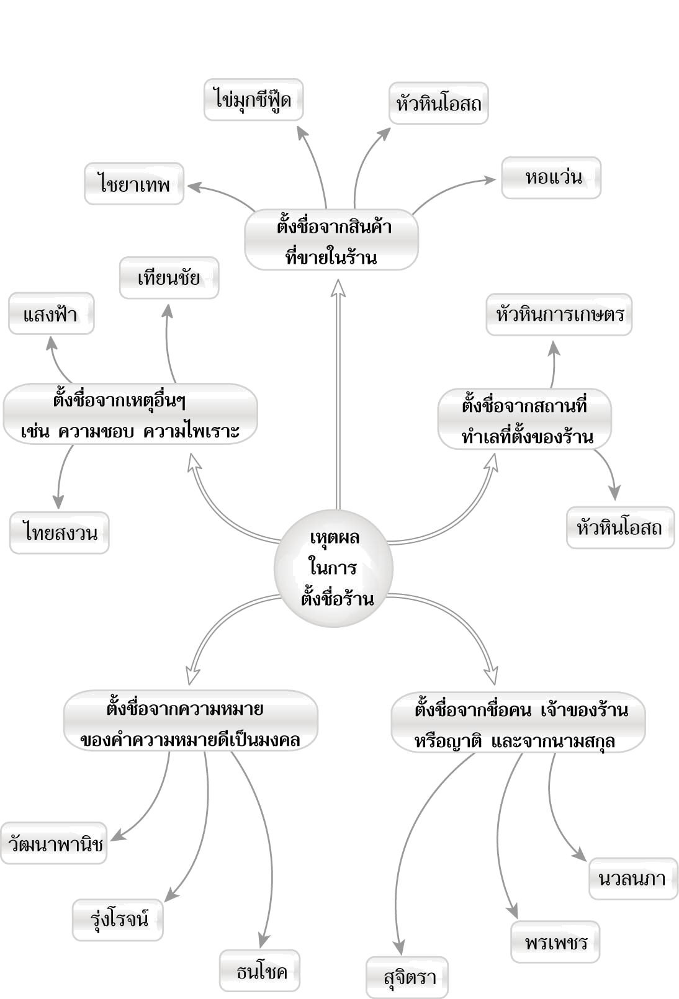 ไข่มุกซีฟู๊ด
หัวหินโอสถ
ไชยาเทพ
หอแว่น
ตั้งชื่อจากสินค้า
ที่ขายในร้าน
เทียนชัย
แสงฟ้า
หัวหินการเกษตร
ตั้งชื่อจากเหตุอื่นๆ
เช่น ความชอบ ความไพเราะ
ตั้งชื่อจากสถานที่
ทำเลที่ตั้งของร้าน
ไทยสงวน
หัวหินโอสถ
เหตุผล
ในการ
ตั้งชื่อร้าน
ตั้งชื่อจากความหมาย
ของคำความหมายดีเป็นมงคล
ตั้งชื่อจากชื่อคน เจ้าของร้าน
หรือญาติ และจากนามสกุล
วัฒนาพานิช
รุ่งโรจน์
ธนโชค
นวลนภา
พรเพชร
สุจิตรา